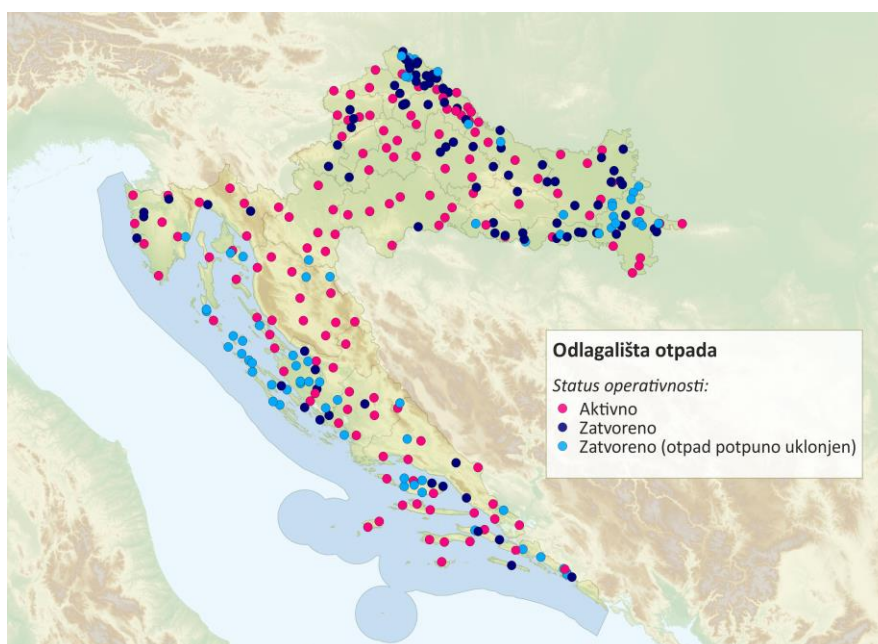 Odlagališta otpada
Status operativnosti:
Aktivno
Zatvoreno
Zatvoreno (otpad potpuno uklonjen)